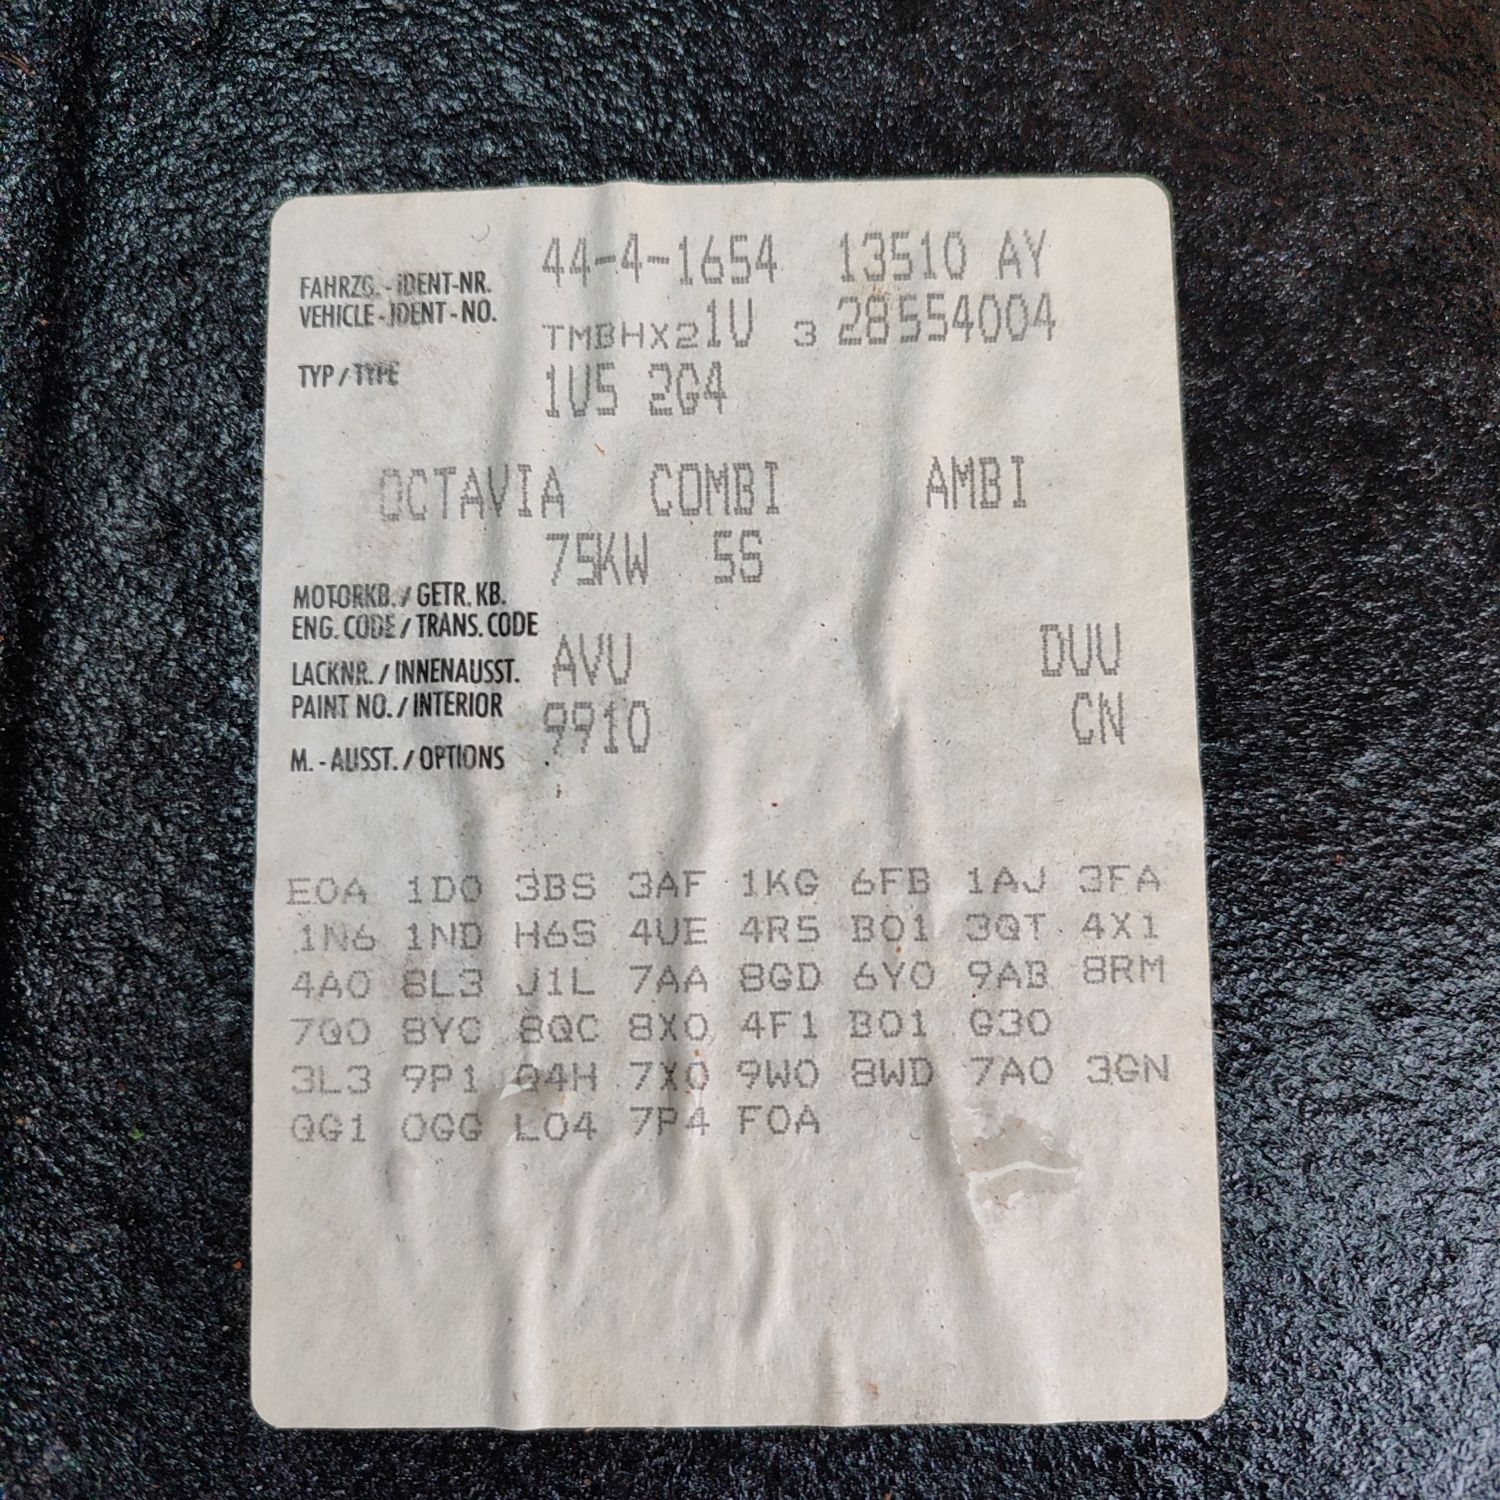 44-4-1654 13510 AY
FAHRZG.-IDENT-NR.
VEHICLE-IDENT-NO.
TMBHX21U 3 28554004
TYP/TYPE
1U5 2G4
OCTAVIA COMBI AMBI
75KW 5S
MOTORKB./GETR.KB.
ENG.CODE/TRANS.CODE
AVU DUU
LACKNR./INNENAUSST.
PAINT NO./INTERIOR
9910 CN
M.-AUSST./OPTIONS
E0A 1D0 3BS 3AF 1KG 6FB 1AJ 3FA
1N6 1ND H6S 4UE 4R5 B01 3QT 4X1
4A0 8L3 J1L 7AA 8GD 6Y0 9AB 8RM
7Q0 8YC 8QC 8X0 4F1 B01 G30
3L3 9P1 Q4H 7X0 9W0 8WD 7A0 3GN
QG1 0GG L04 7P4 F0A